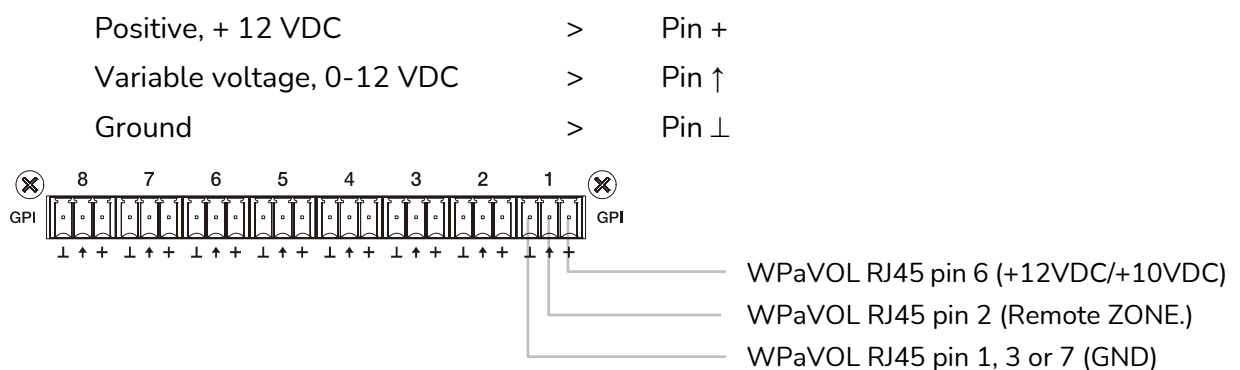 Positive, + 12 VDC > Pin +
Variable voltage, 0-12 VDC > Pin ↑
Ground > Pin ⊥
8 7 6 5 4 3 2 1
GPI GPI
⊥ ↑ + ⊥ ↑ + ⊥ ↑ + ⊥ ↑ + ⊥ ↑ + ⊥ ↑ + ⊥ ↑ + ⊥ ↑ +
WPaVOL RJ45 pin 6 (+12VDC/+10VDC)
WPaVOL RJ45 pin 2 (Remote ZONE.)
WPaVOL RJ45 pin 1, 3 or 7 (GND)